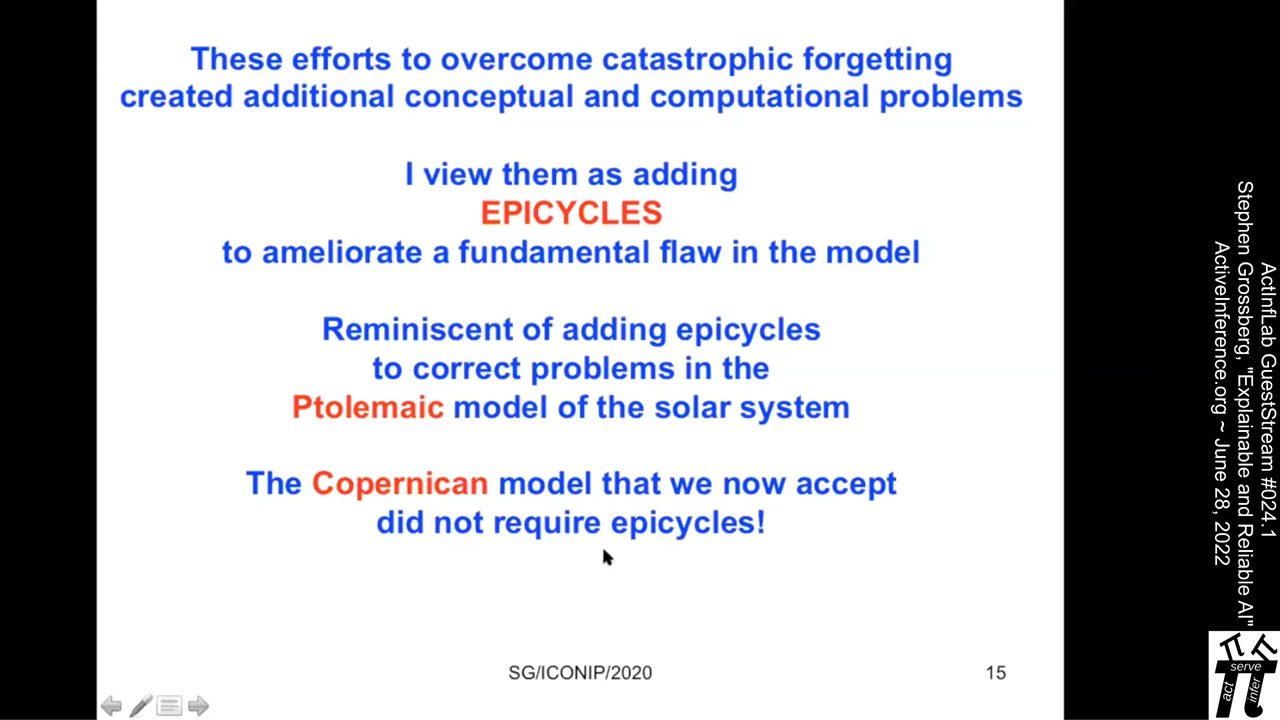 These efforts to overcome catastrophic forgetting
created additional conceptual and computational problems
I view them as adding
EPICYCLES
to ameliorate a fundamental flaw in the model
Reminiscent of adding epicycles
to correct problems in the
Ptolemaic model of the solar system
The Copernican model that we now accept
did not require epicycles!
SG/ICONIP/2020
15
ActInfLab GuestStream #024.1
Stephen Grossberg, "Explainable and Reliable AI"
ActiveInference.org ~ June 28, 2022
serve
act
infer